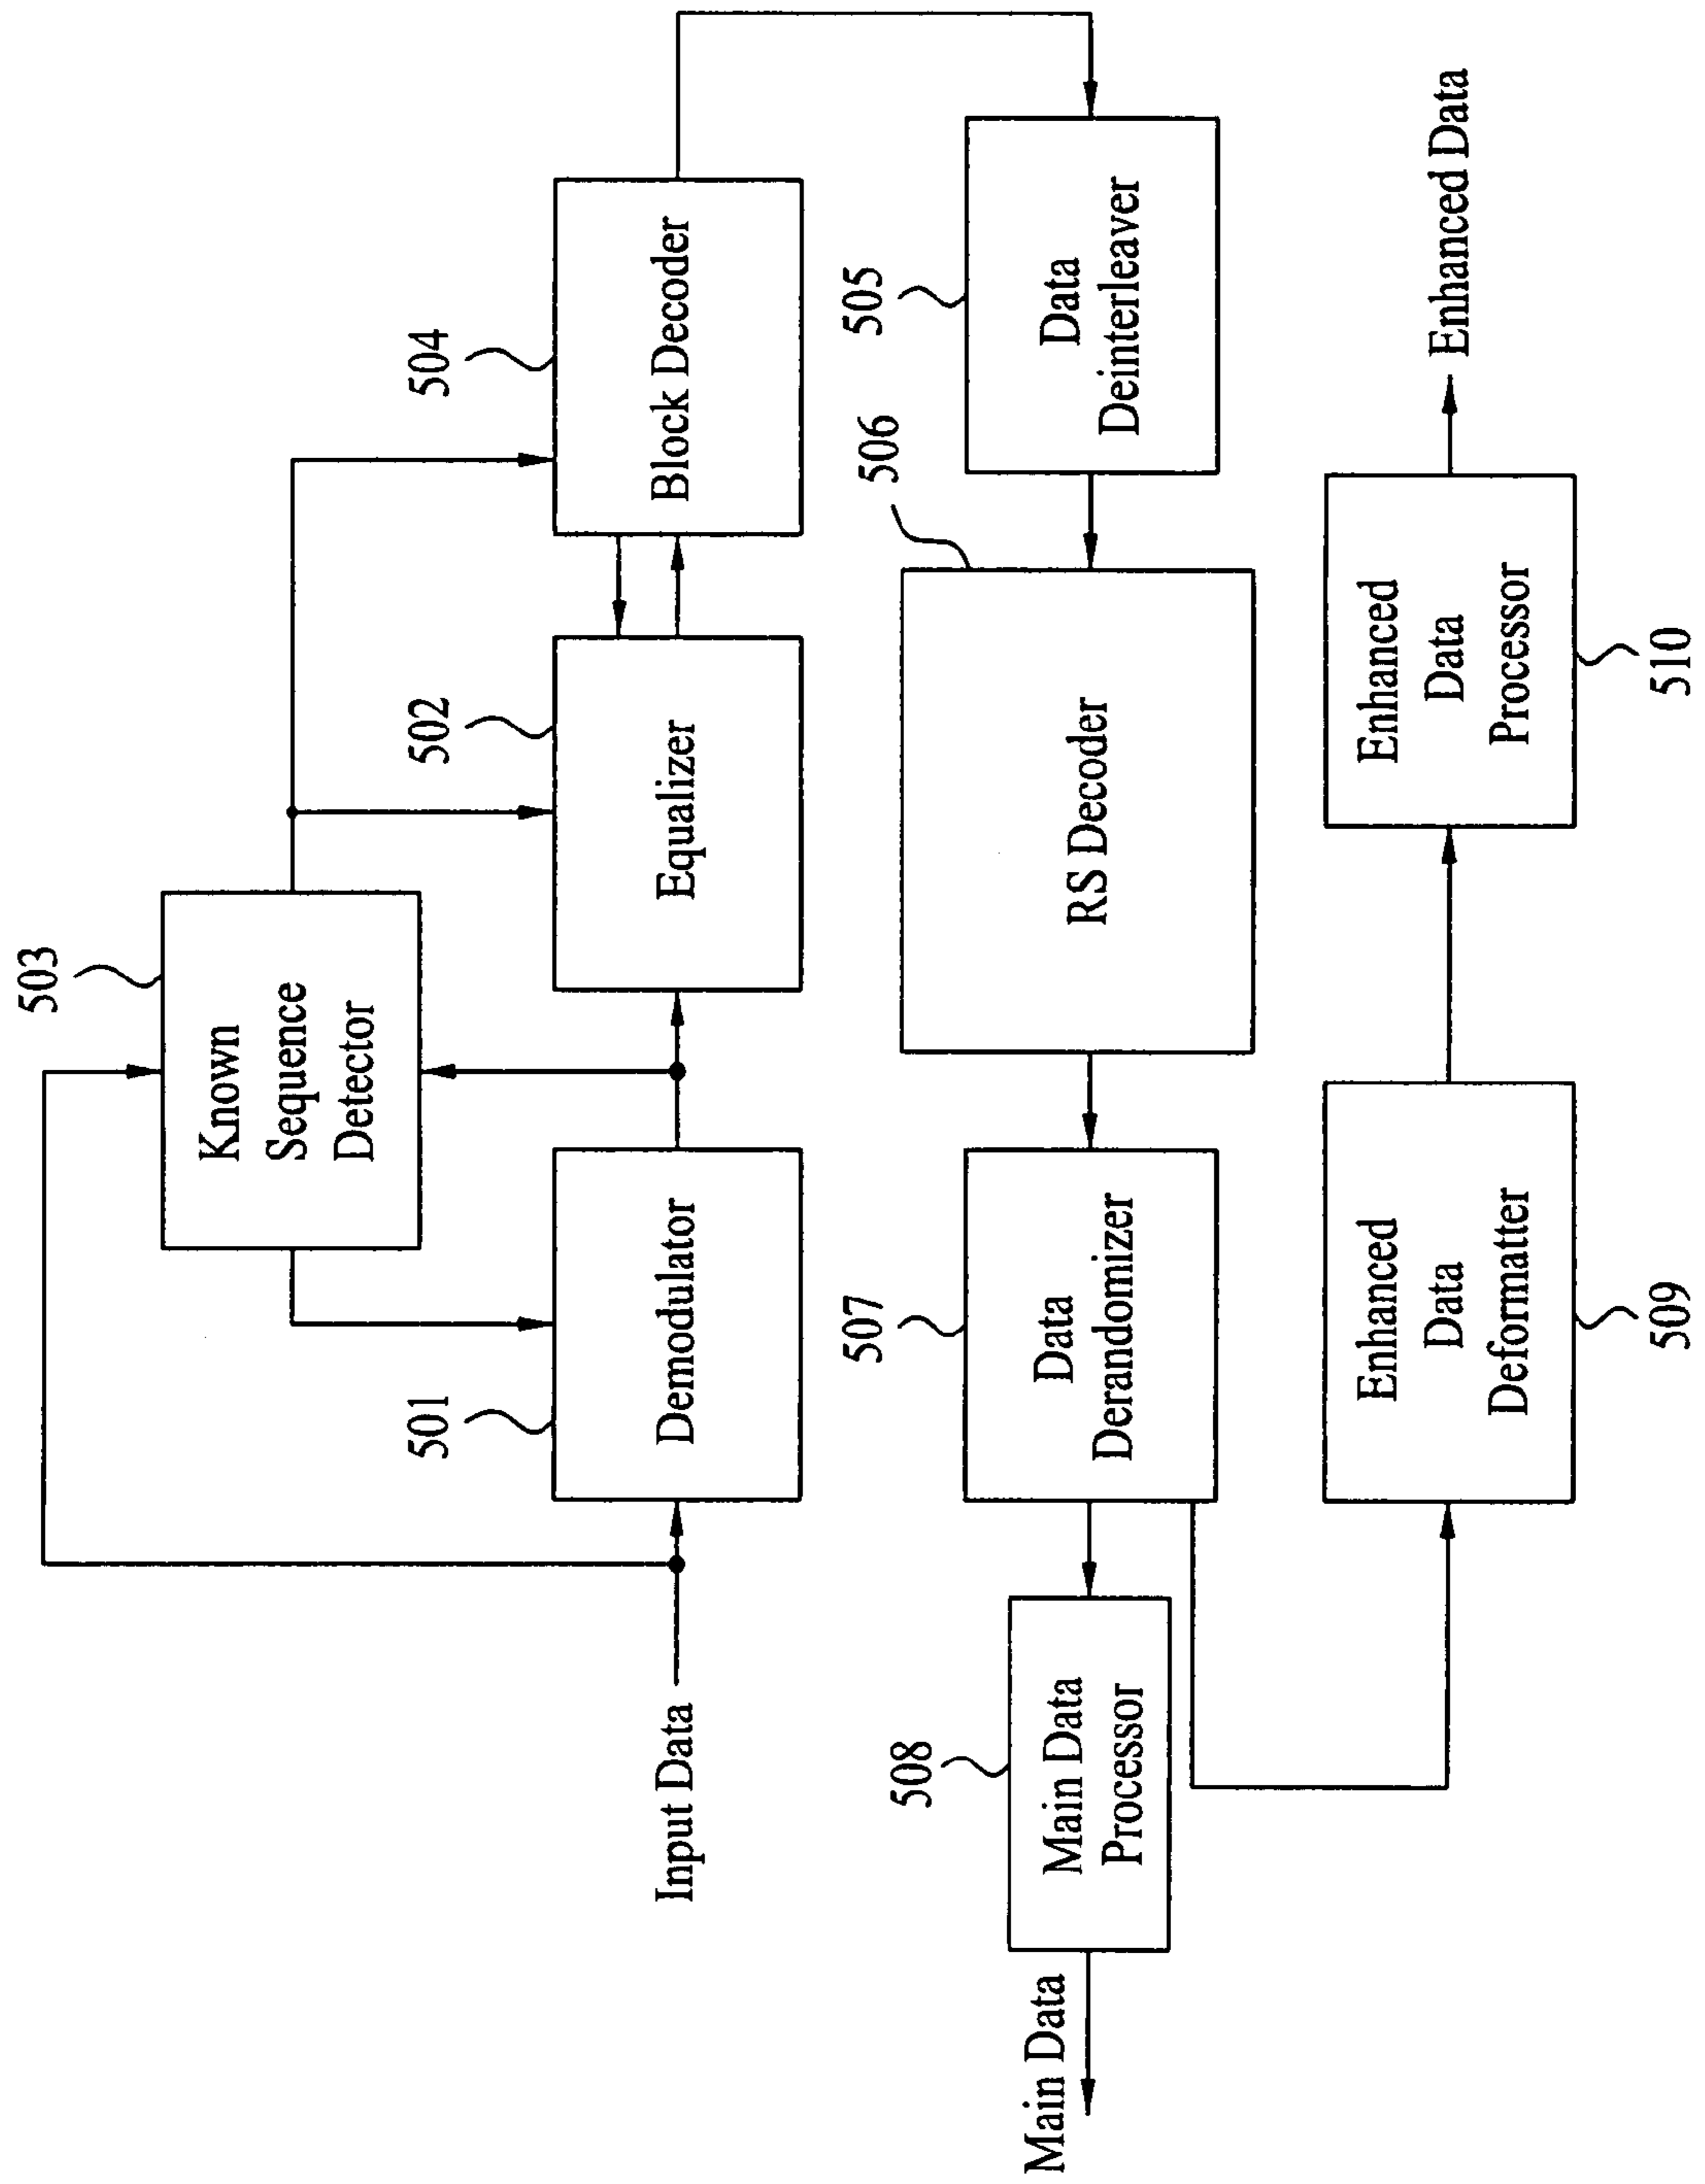 503
Known
Sequence
Detector
501
502
504
Input Data
Demodulator
Equalizer
Block Decoder
508
507
506
505
Main Data
Main Data
Processor
Data
Derandomizer
RS Decoder
Data
Deinterleaver
Enhanced
Data
Deformatter
Enhanced
Data
Processor
Enhanced Data
509
510